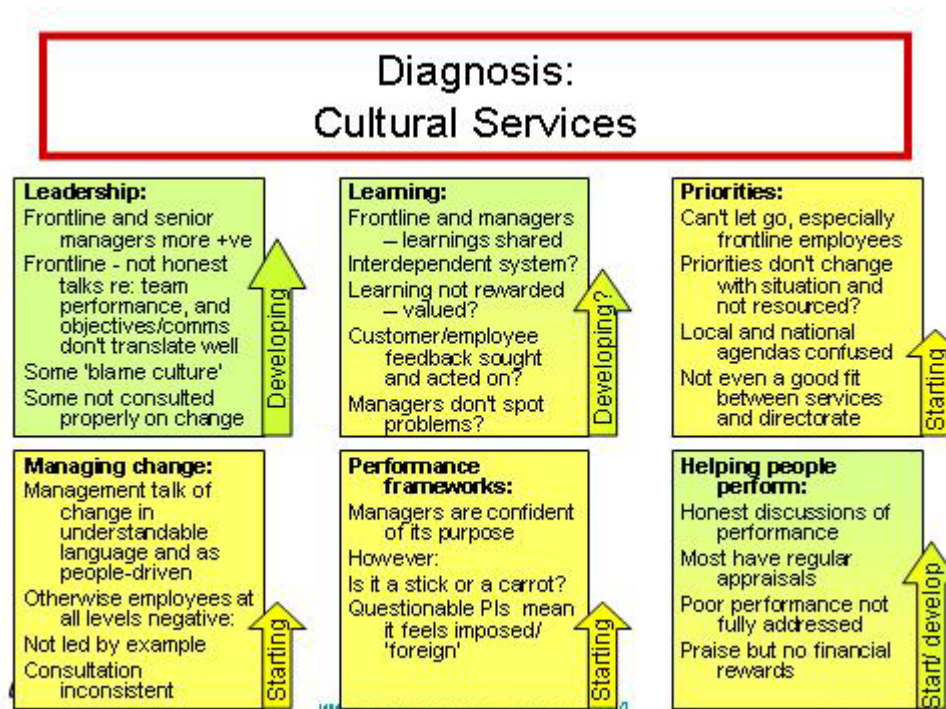 Diagnosis:
Cultural Services
Leadership:
Frontline and senior
managers more +ve
Frontline - not honest
talks re: team
performance, and
objectives/comms
don't translate well
Some 'blame culture'
Some not consulted
properly on change
Developing
Learning:
Frontline and managers
– learnings shared
Interdependent system?
Learning not rewarded
– valued?
Customer/employee
feedback sought
and acted on?
Managers don't spot
problems?
Developing?
Priorities:
Can't let go, especially
frontline employees
Priorities don't change
with situation and
not resourced?
Local and national
agendas confused
Not even a good fit
between services
and directorate
Starting
Managing change:
Management talk of
change in
understandable
language and as
people-driven
Otherwise employees at
all levels negative:
Not led by example
Consultation
inconsistent
Starting
Performance
frameworks:
Managers are confident
of its purpose
However:
Is it a stick or a carrot?
Questionable PIs mean
it feels imposed/
'foreign'
Starting
Helping people
perform:
Honest discussions of
performance
Most have regular
appraisals
Poor performance not
fully addressed
Praise but no financial
rewards
Start/ develop